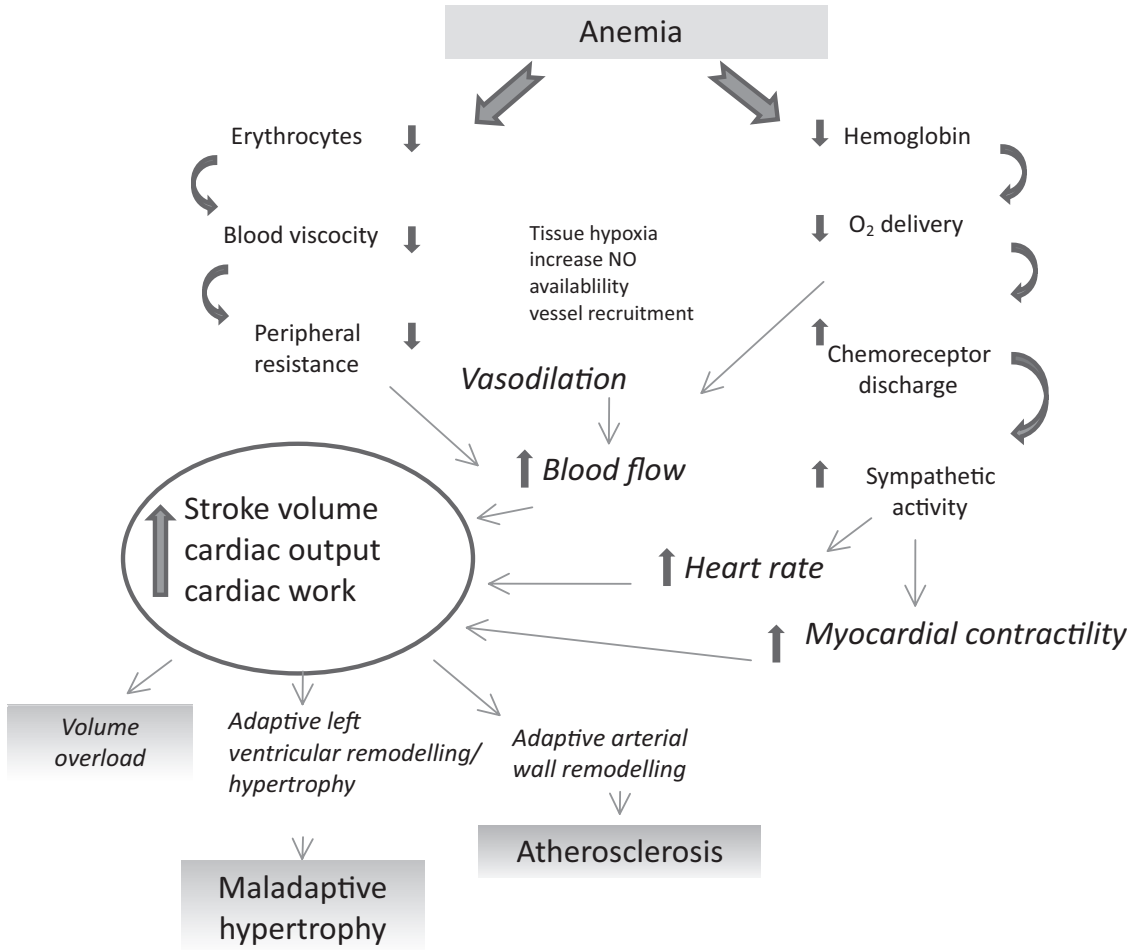 Anemia
Erythrocytes
Hemoglobin
Blood viscocity
Tissue hypoxia
increase NO
availablility
vessel recruitment
O₂ delivery
Peripheral
resistance
Chemoreceptor
discharge
Vasodilation
Blood flow
Sympathetic
activity
Stroke volume
cardiac output
cardiac work
Heart rate
Myocardial contractility
Volume
overload
Adaptive left
ventricular remodelling/
hypertrophy
Adaptive arterial
wall remodelling
Atherosclerosis
Maladaptive
hypertrophy